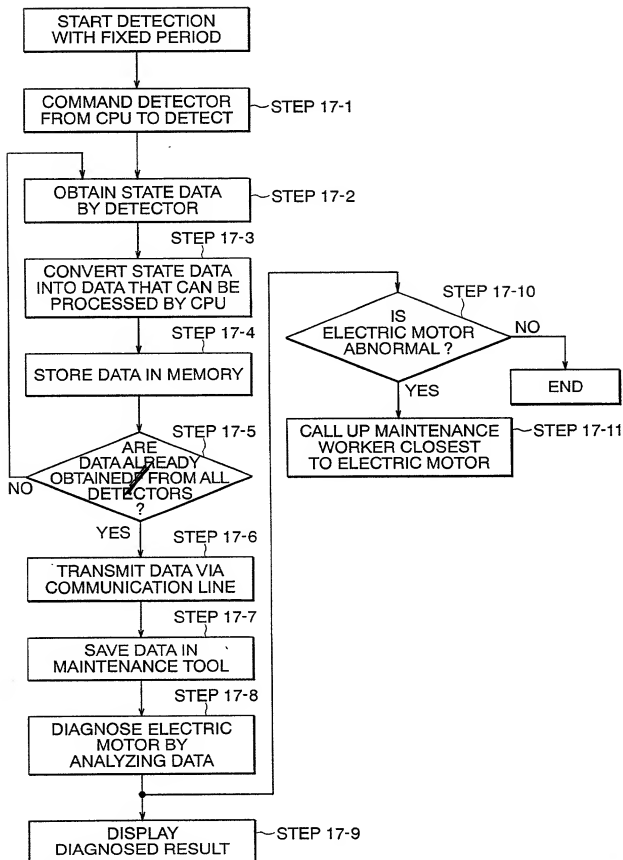 START DETECTION
WITH FIXED PERIOD
COMMAND DETECTOR
FROM CPU TO DETECT
STEP 17-1
OBTAIN STATE DATA
BY DETECTOR
STEP 17-2
STEP 17-3
CONVERT STATE DATA
INTO DATA THAT CAN BE
PROCESSED BY CPU
STEP 17-4
STORE DATA IN MEMORY
STEP 17-5
ARE
DATA ALREADY
OBTAINED FROM ALL
DETECTORS
?
NO
YES
STEP 17-6
TRANSMIT DATA VIA
COMMUNICATION LINE
STEP 17-7
SAVE DATA IN
MAINTENANCE TOOL
STEP 17-8
DIAGNOSE ELECTRIC
MOTOR BY
ANALYZING DATA
DISPLAY
DIAGNOSED RESULT
STEP 17-9
STEP 17-10
IS
ELECTRIC MOTOR
ABNORMAL ?
NO
YES
END
CALL UP MAINTENANCE
WORKER CLOSEST
TO ELECTRIC MOTOR
STEP 17-11